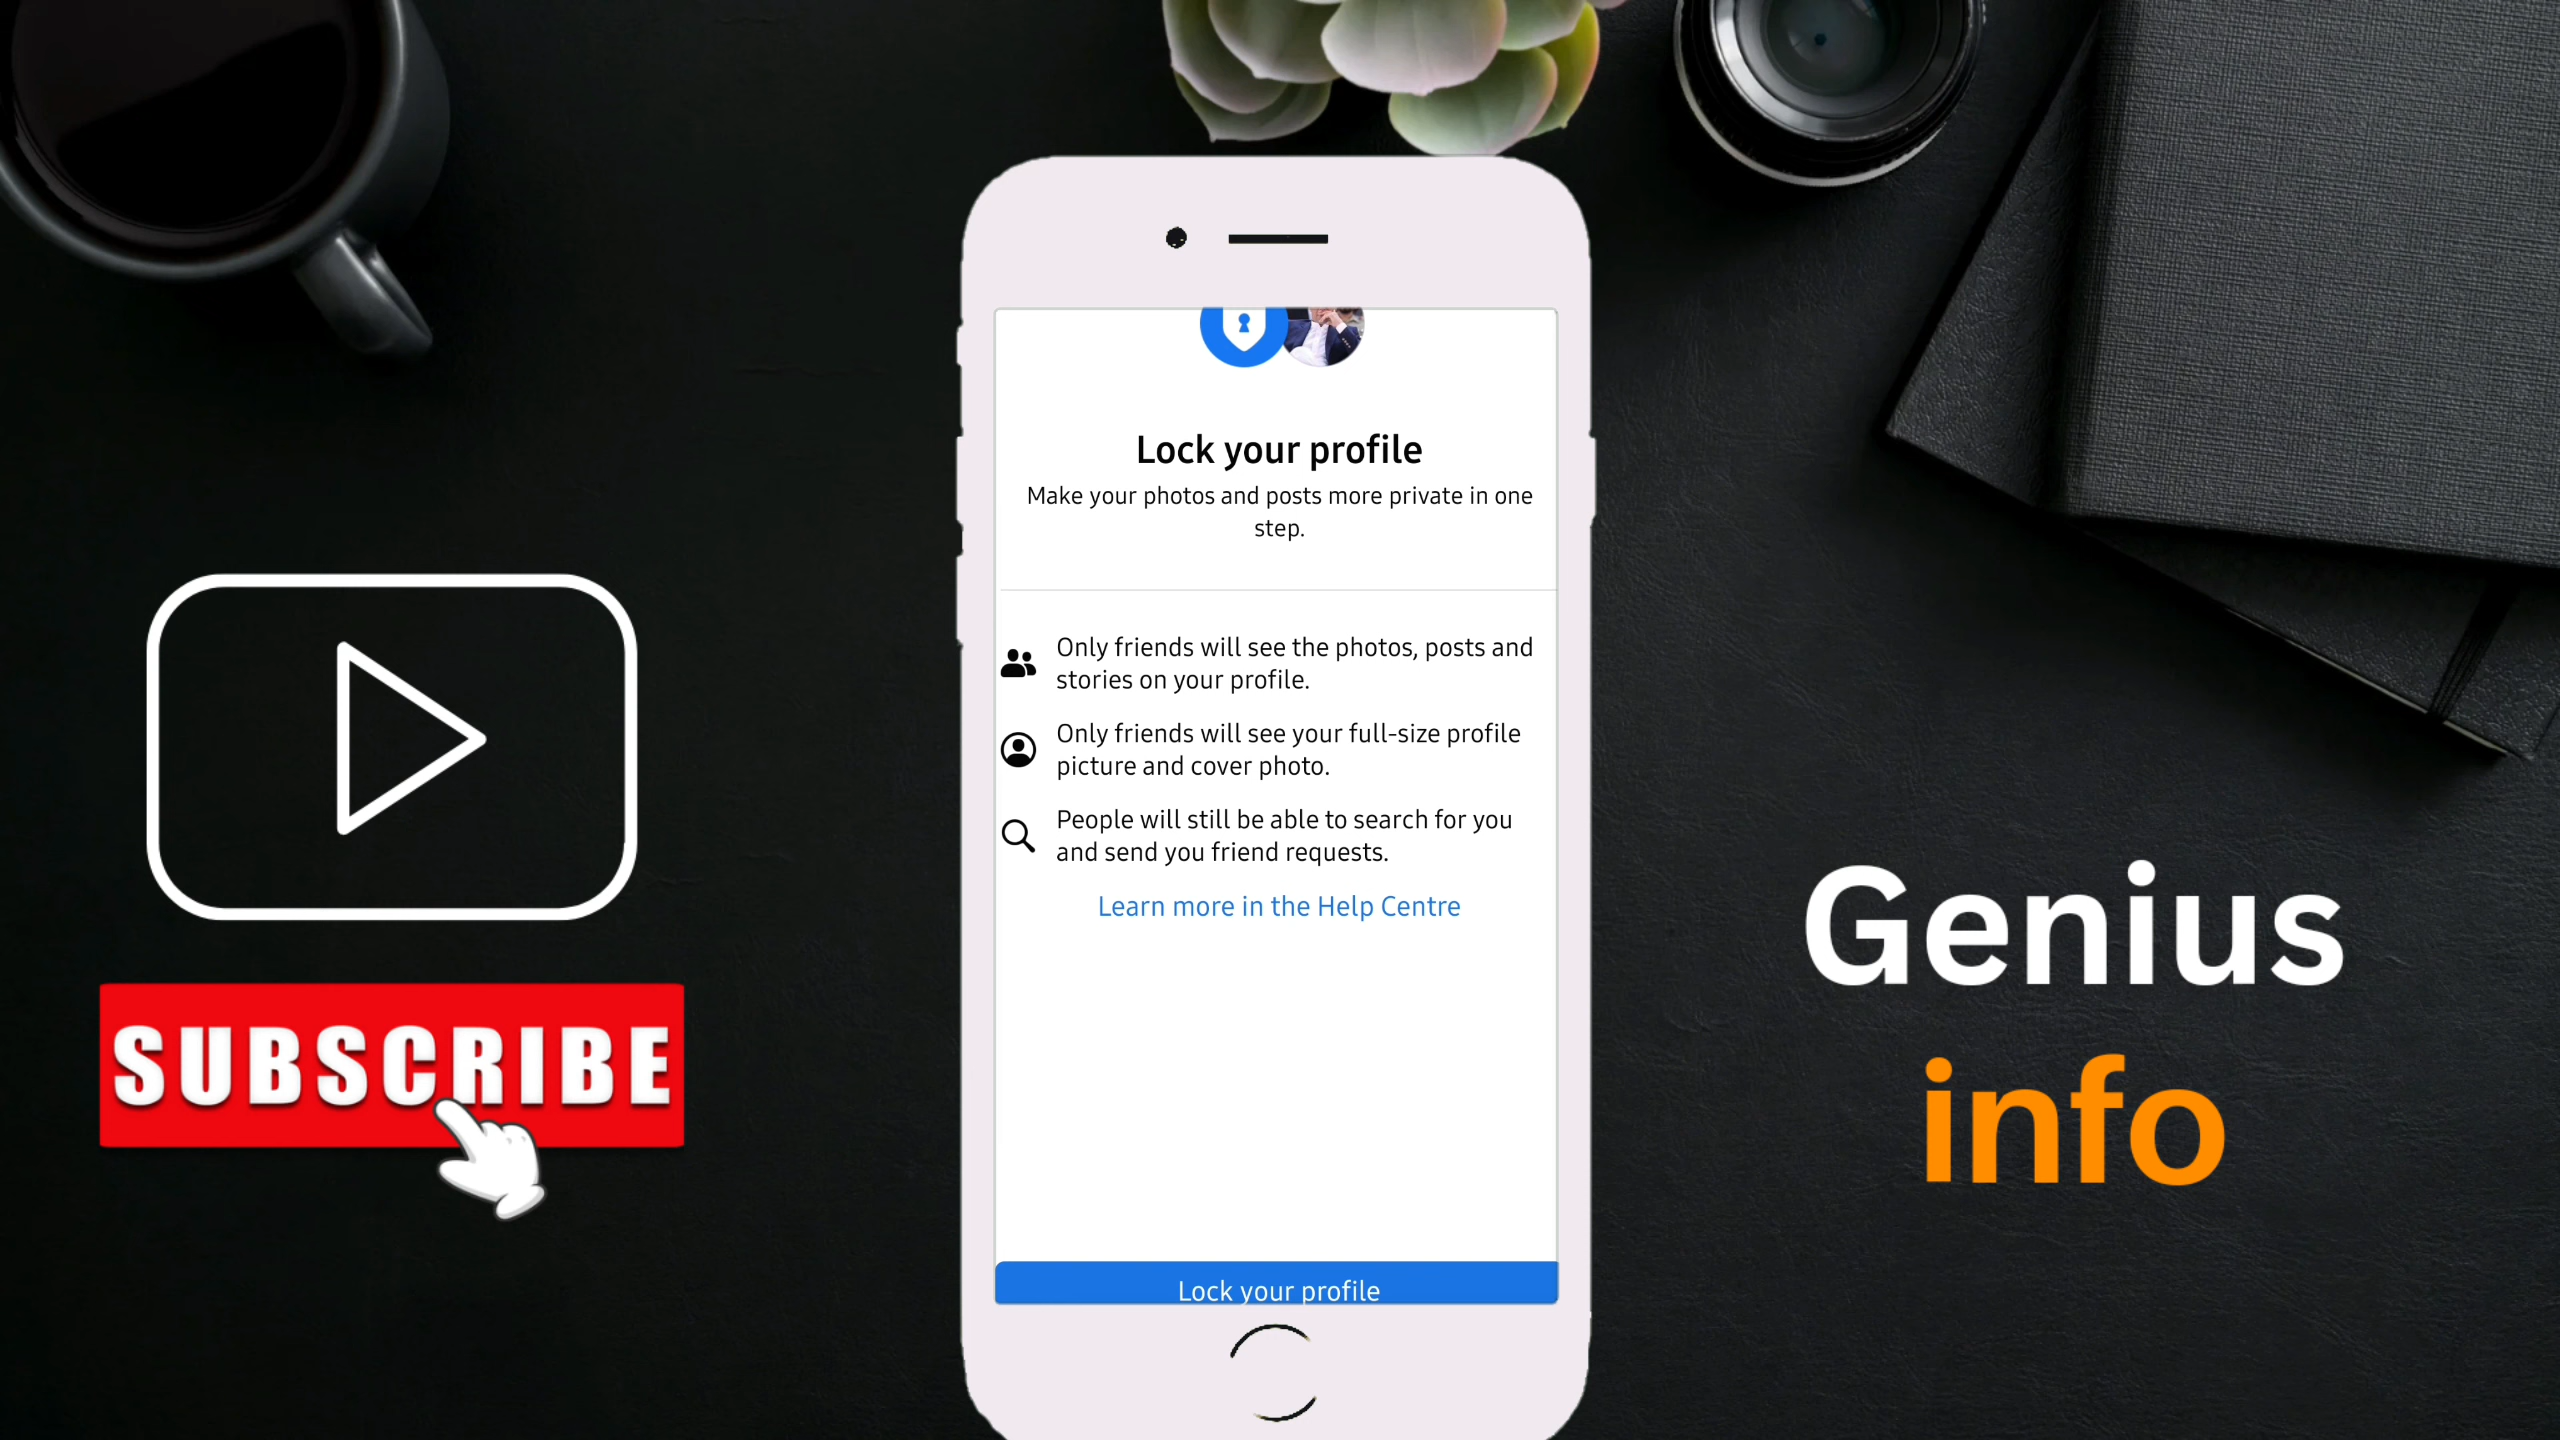 Lock your profile
Make your photos and posts more private in one
step.
Only friends will see the photos, posts and
stories on your profile.
Only friends will see your full-size profile
picture and cover photo.
People will still be able to search for you
and send you friend requests.
Learn more in the Help Centre
Lock your profile
SUBSCRIBE
Genius
info